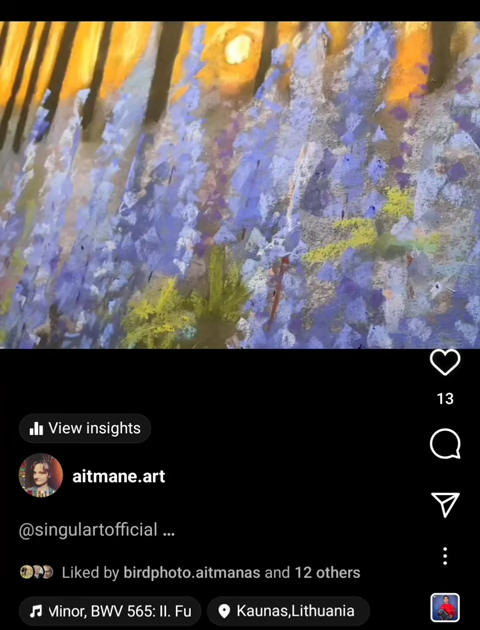 13
View insights
aitmane.art
@singulartofficial ...
Liked by birdphoto.aitmanas and 12 others
Minor, BWV 565: II. Fu
Kaunas,Lithuania